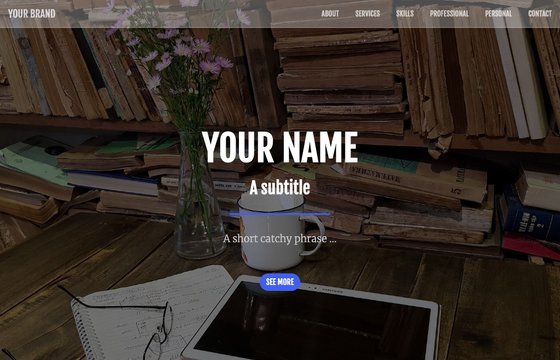 YOUR BRAND
ABOUT SERVICES SKILLS PROFESSIONAL PERSONAL CONTACT
YOUR NAME
A subtitle
A short catchy phrase ...
SEE MORE